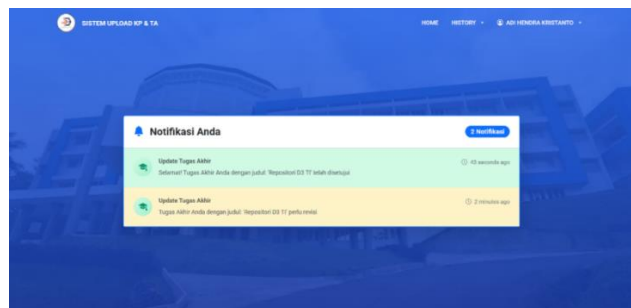 SISTEM UPLOAD KP & TA
HOME HISTORY ADI HENDRA KRISTANTO
Notifikasi Anda
2 Notifikasi
Update Tugas Akhir
43 seconds ago
Selamat! Tugas Akhir Anda dengan judul: 'Repositori D3 TI' telah disetujui
Update Tugas Akhir
2 minutes ago
Tugas Akhir Anda dengan judul: 'Repositori D3 TI' perlu revisi